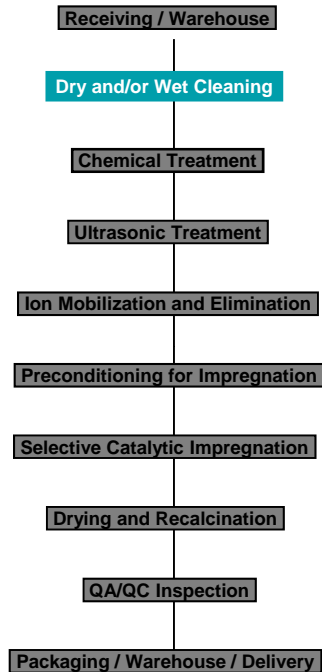 Receiving / Warehouse
Dry and/or Wet Cleaning
Chemical Treatment
Ultrasonic Treatment
Ion Mobilization and Elimination
Preconditioning for Impregnation
Selective Catalytic Impregnation
Drying and Recalcination
QA/QC Inspection
Packaging / Warehouse / Delivery